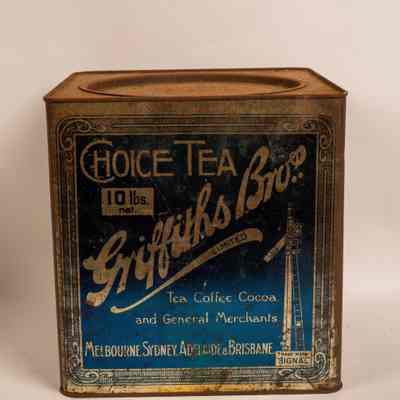 CHOICE TEA
10 lbs.
net.
Griffiths Bros.
LIMITED
Tea Coffee Cocoa
and General Merchants
MELBOURNE, SYDNEY, ADELAIDE & BRISBANE
TRADE MARK
SIGNAL